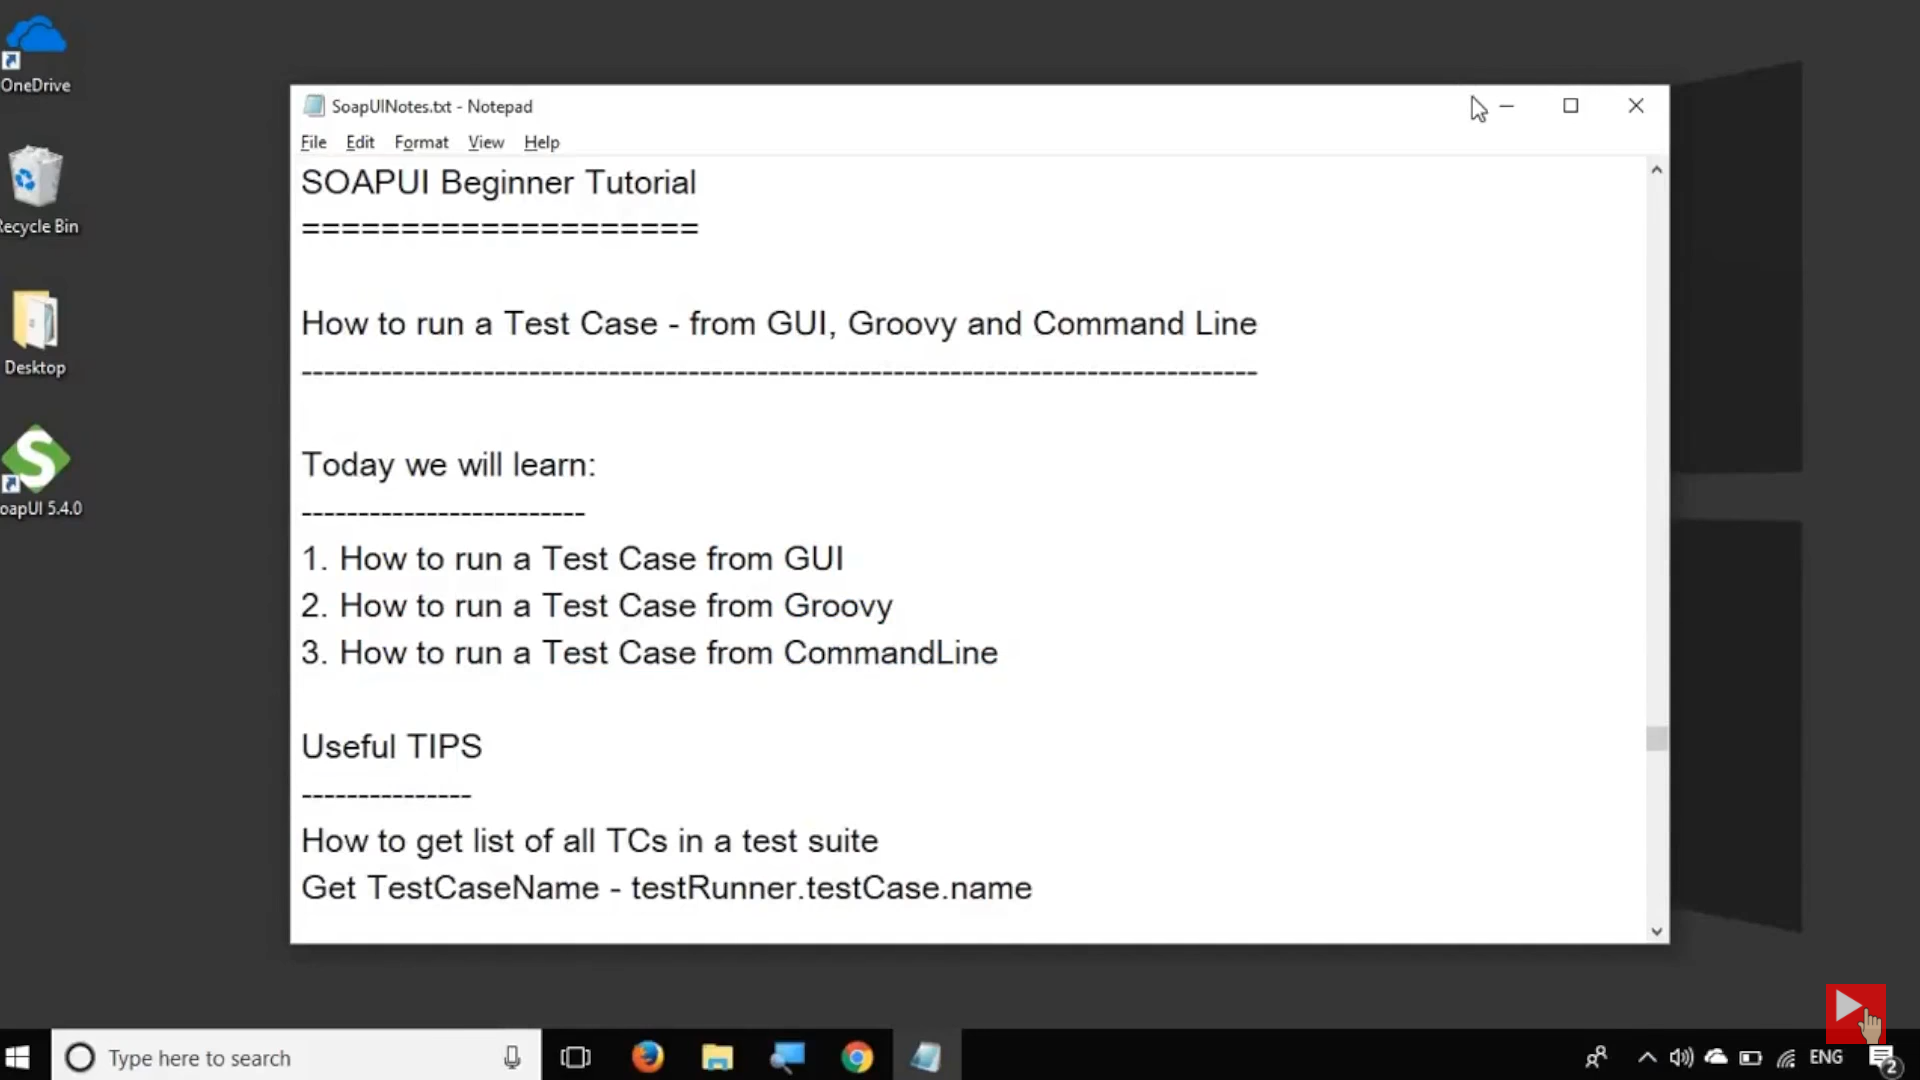 OneDrive
Recycle Bin
Desktop
oapUI 5.4.0
SoapUINotes.txt - Notepad
File Edit Format View Help
SOAPUI Beginner Tutorial
====================
How to run a Test Case - from GUI, Groovy and Command Line
---------------------------------------------------------------------------------
Today we will learn:
------------------------
1. How to run a Test Case from GUI
2. How to run a Test Case from Groovy
3. How to run a Test Case from CommandLine
Useful TIPS
---------------
How to get list of all TCs in a test suite
Get TestCaseName - testRunner.testCase.name
Type here to search
ENG
2